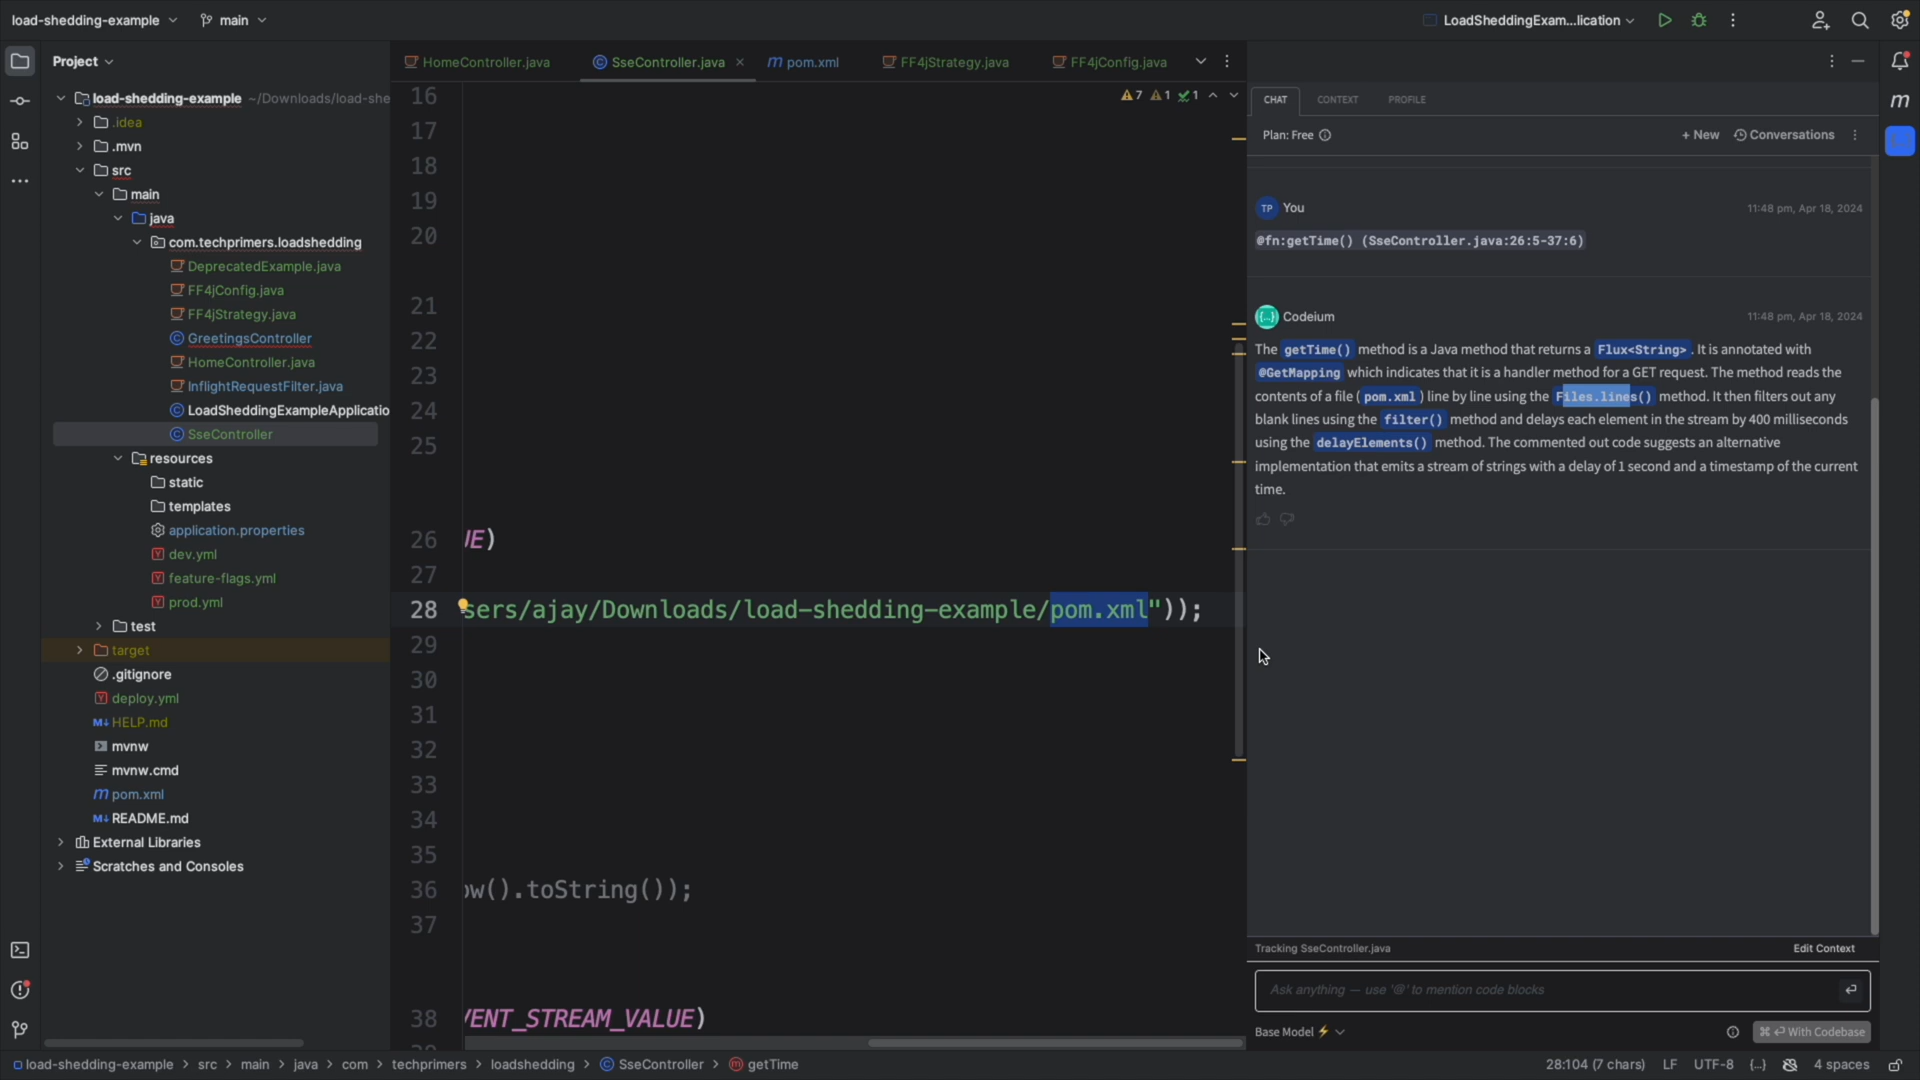 load-shedding-example
main
LoadSheddingExam...lication
Project
load-shedding-example ~/Downloads/load-she
.idea
.mvn
src
main
java
com.techprimers.loadshedding
DeprecatedExample.java
FF4jConfig.java
FF4jStrategy.java
GreetingsController
HomeController.java
InflightRequestFilter.java
LoadSheddingExampleApplicatio
SseController
resources
static
templates
application.properties
dev.yml
feature-flags.yml
prod.yml
test
target
.gitignore
deploy.yml
HELP.md
mvnw
mvnw.cmd
pom.xml
README.md
External Libraries
Scratches and Consoles
HomeController.java
SseController.java
pom.xml
FF4jStrategy.java
FF4jConfig.java
7 1 1
16
17
18
19
20
21
22
23
24
25
26 UE)
27
28 sers/ajay/Downloads/load-shedding-example/pom.xml"));
29
30
31
32
33
34
35
36 ow().toString());
37
38 VENT_STREAM_VALUE)
CHAT CONTEXT PROFILE
Plan: Free
+ New Conversations
TP You 11:48 pm, Apr 18, 2024
@fn:getTime() (SseController.java:26:5-37:6)
{...} Codeium 11:48 pm, Apr 18, 2024
The getTime() method is a Java method that returns a Flux<String> . It is annotated with
@GetMapping which indicates that it is a handler method for a GET request. The method reads the
contents of a file ( pom.xml ) line by line using the Files.lines() method. It then filters out any
blank lines using the filter() method and delays each element in the stream by 400 milliseconds
using the delayElements() method. The commented out code suggests an alternative
implementation that emits a stream of strings with a delay of 1 second and a timestamp of the current
time.
Tracking SseController.java Edit Context
Ask anything — use '@' to mention code blocks
Base Model With Codebase
load-shedding-example > src > main > java > com > techprimers > loadshedding > SseController > getTime
28:104 (7 chars) LF UTF-8 {..} 4 spaces